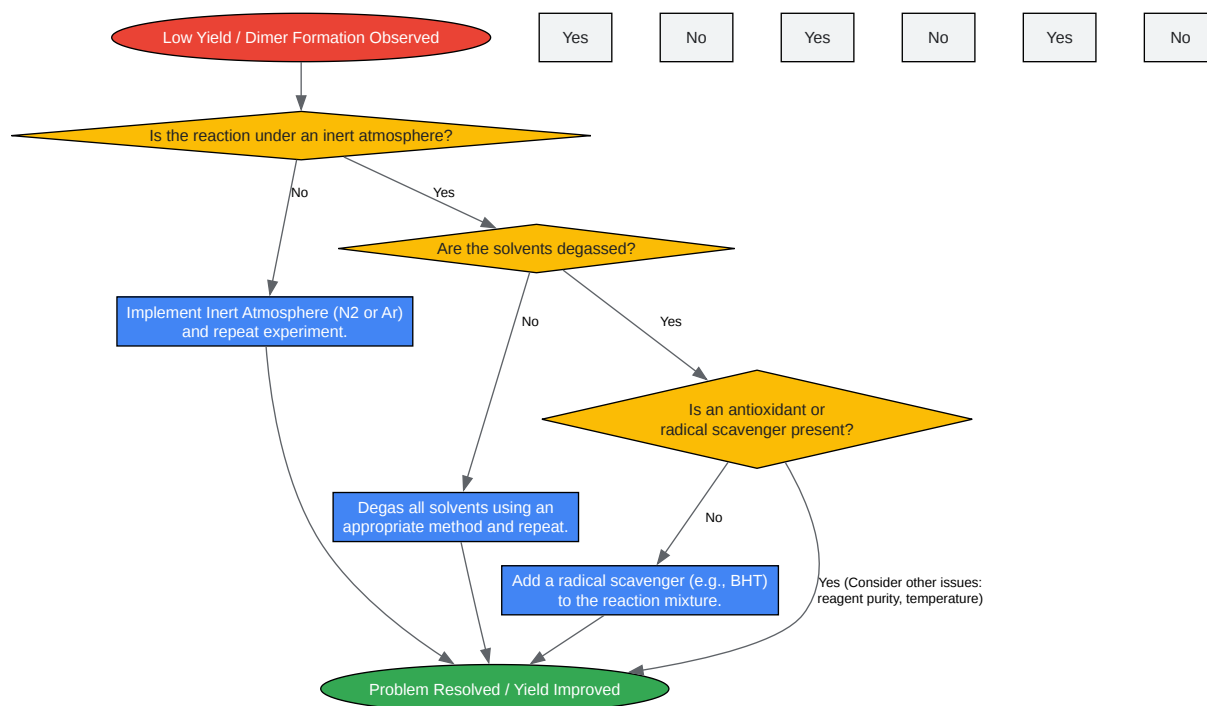 Low Yield / Dimer Formation Observed
Yes
No
Yes
No
Yes
No
Is the reaction under an inert atmosphere?
No
Yes
Are the solvents degassed?
Implement Inert Atmosphere (N2 or Ar)
and repeat experiment.
No
Yes
Is an antioxidant or
radical scavenger present?
Degas all solvents using an
appropriate method and repeat.
No
Add a radical scavenger (e.g., BHT)
to the reaction mixture.
Yes (Consider other issues:
reagent purity, temperature)
Problem Resolved / Yield Improved